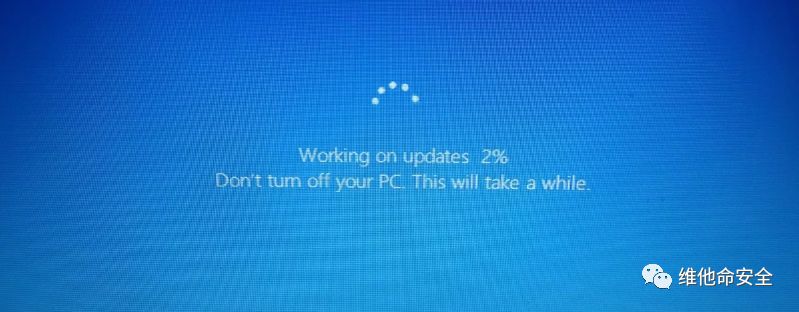 Working on updates 2%
Don't turn off your PC. This will take a while.
维他命安全